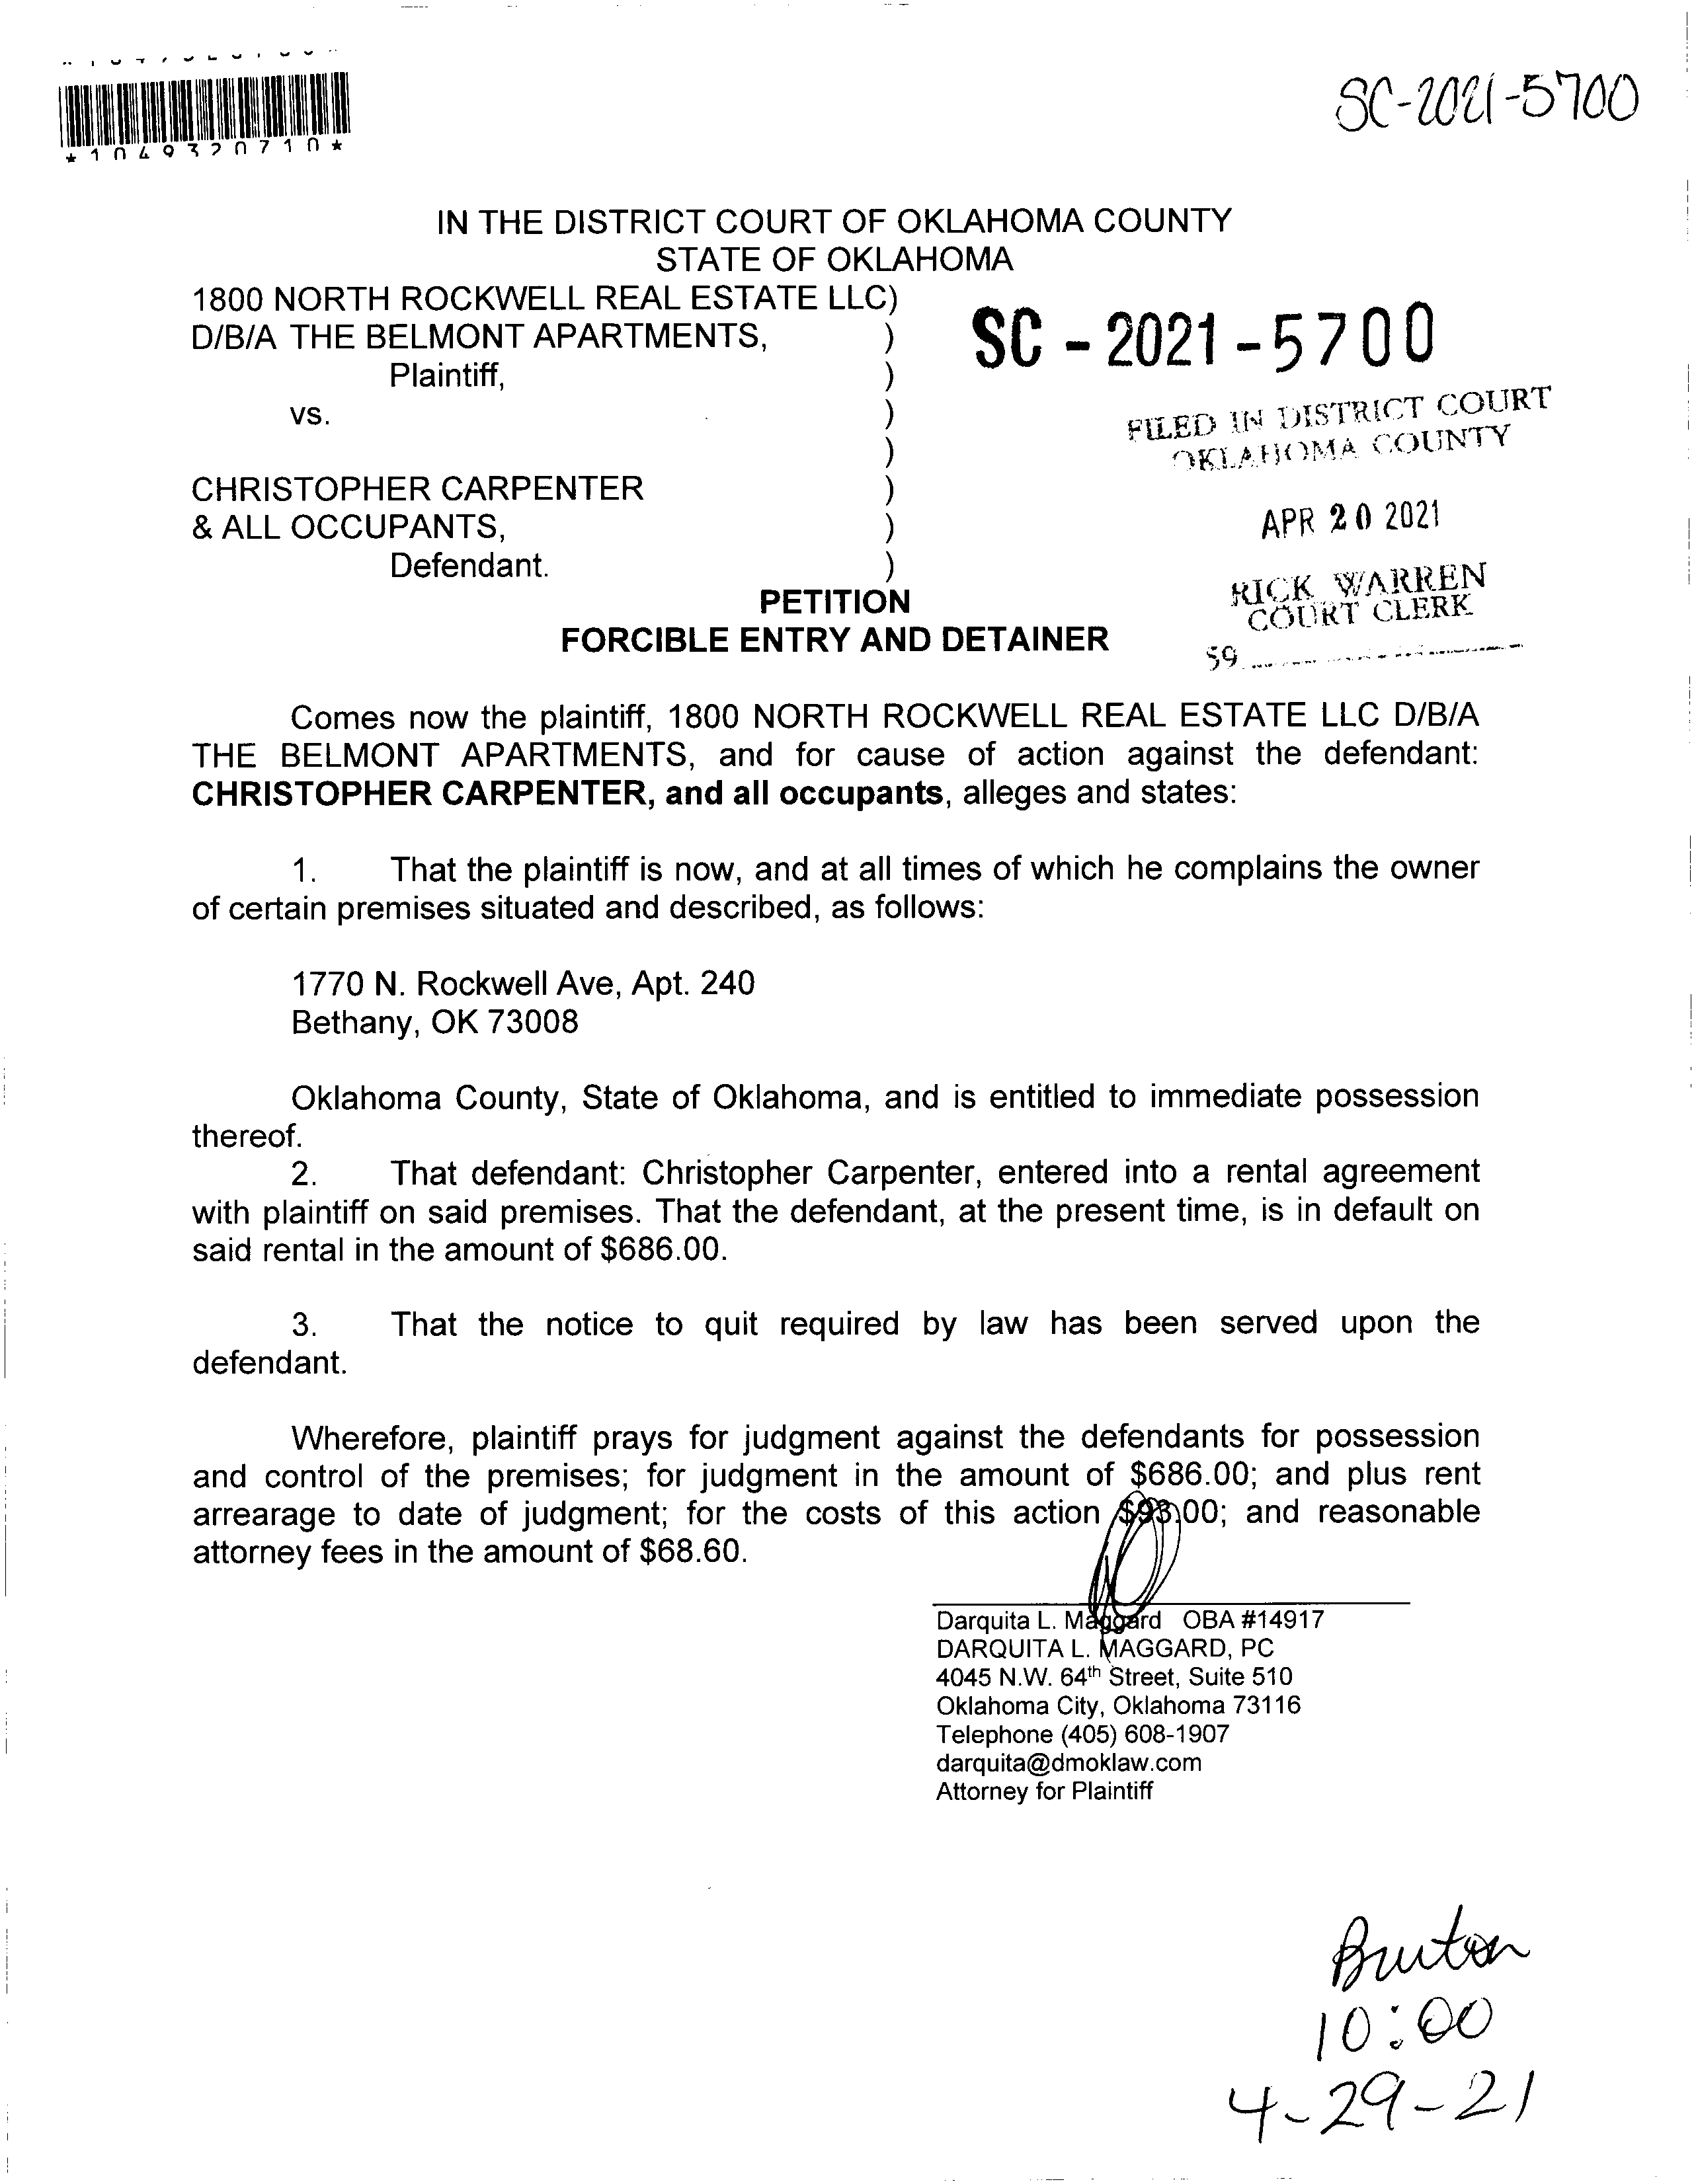 SC-2021-5700
*1049320710*
IN THE DISTRICT COURT OF OKLAHOMA COUNTY
STATE OF OKLAHOMA
1800 NORTH ROCKWELL REAL ESTATE LLC)
D/B/A THE BELMONT APARTMENTS, )
Plaintiff, )
vs. )
)
CHRISTOPHER CARPENTER )
& ALL OCCUPANTS, )
Defendant. )
SC - 2021 - 5700
FILED IN DISTRICT COURT
OKLAHOMA COUNTY
APR 20 2021
RICK WARREN
COURT CLERK
59
PETITION
FORCIBLE ENTRY AND DETAINER
Comes now the plaintiff, 1800 NORTH ROCKWELL REAL ESTATE LLC D/B/A
THE BELMONT APARTMENTS, and for cause of action against the defendant:
CHRISTOPHER CARPENTER, and all occupants, alleges and states:
1. That the plaintiff is now, and at all times of which he complains the owner
of certain premises situated and described, as follows:
1770 N. Rockwell Ave, Apt. 240
Bethany, OK 73008
Oklahoma County, State of Oklahoma, and is entitled to immediate possession
thereof.
2. That defendant: Christopher Carpenter, entered into a rental agreement
with plaintiff on said premises. That the defendant, at the present time, is in default on
said rental in the amount of $686.00.
3. That the notice to quit required by law has been served upon the
defendant.
Wherefore, plaintiff prays for judgment against the defendants for possession
and control of the premises; for judgment in the amount of $686.00; and plus rent
arrearage to date of judgment; for the costs of this action $93.00; and reasonable
attorney fees in the amount of $68.60.
Darquita L. Maggard OBA #14917
DARQUITA L. MAGGARD, PC
4045 N.W. 64th Street, Suite 510
Oklahoma City, Oklahoma 73116
Telephone (405) 608-1907
darquita@dmoklaw.com
Attorney for Plaintiff
Bruton
10:00
4-29-21